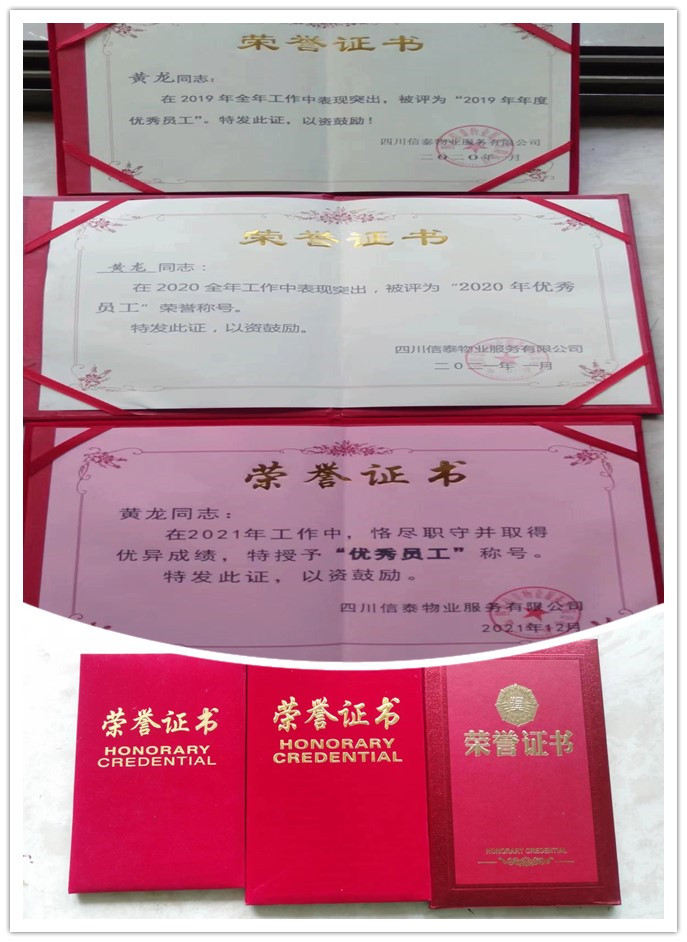 荣誉证书
黄龙同志：
在2019年全年工作中表现突出，被评为“2019年年度
优秀员工”。特发此证，以资鼓励！
四川信泰物业服务有限公司
二〇二〇年一月
荣誉证书
黄龙 同志：
在2020全年工作中表现突出，被评为“2020年优秀
员工”荣誉称号。
特发此证，以资鼓励。
四川信泰物业服务有限公司
二〇二一年 一月
荣誉证书
黄龙同志：
在2021年工作中，恪尽职守并取得
优异成绩，特授予“优秀员工”称号。
特发此证，以资鼓励。
四川信泰物业服务有限公司
2021年12月
荣誉证书
HONORARY
CREDENTIAL
荣誉证书
HONORARY
CREDENTIAL
奖
荣誉证书
HONORARY CREDENTIAL